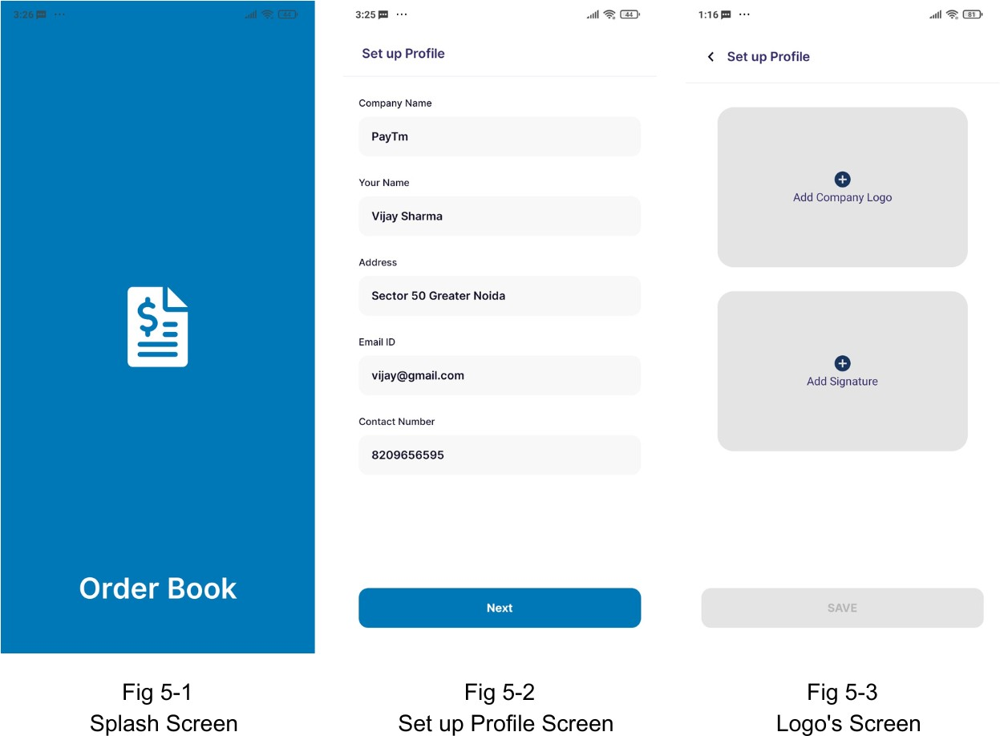 3:26
44
Order Book
Fig 5-1
Splash Screen
3:25
44
Set up Profile
Company Name
PayTm
Your Name
Vijay Sharma
Address
Sector 50 Greater Noida
Email ID
vijay@gmail.com
Contact Number
8209656595
Next
Fig 5-2
Set up Profile Screen
1:16
81
Set up Profile
Add Company Logo
Add Signature
SAVE
Fig 5-3
Logo's Screen